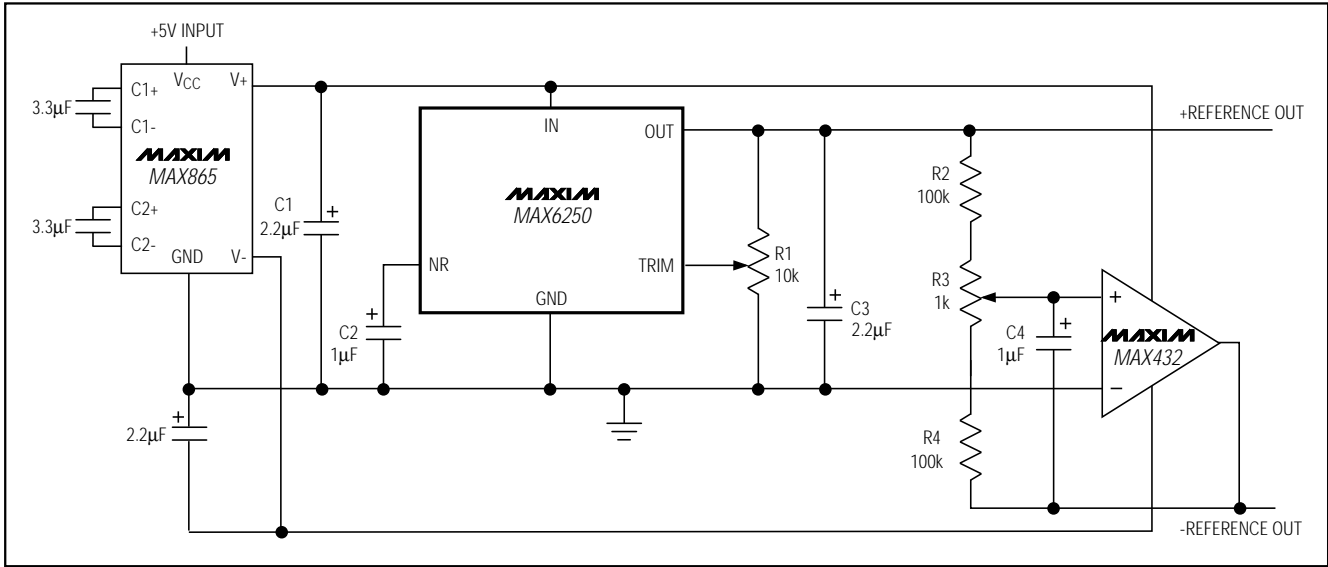 +5V INPUT
VCC
V+
C1+
3.3μF
C1-
MAXIM
MAX865
C2+
3.3μF
C2-
GND
V-
C1
+
2.2μF
IN
OUT
MAXIM
MAX6250
NR
TRIM
GND
+
C2
1μF
R1
10k
+
C3
2.2μF
+REFERENCE OUT
R2
100k
R3
1k
+
C4
1μF
+
MAXIM
MAX432
−
R4
100k
+
2.2μF
-REFERENCE OUT